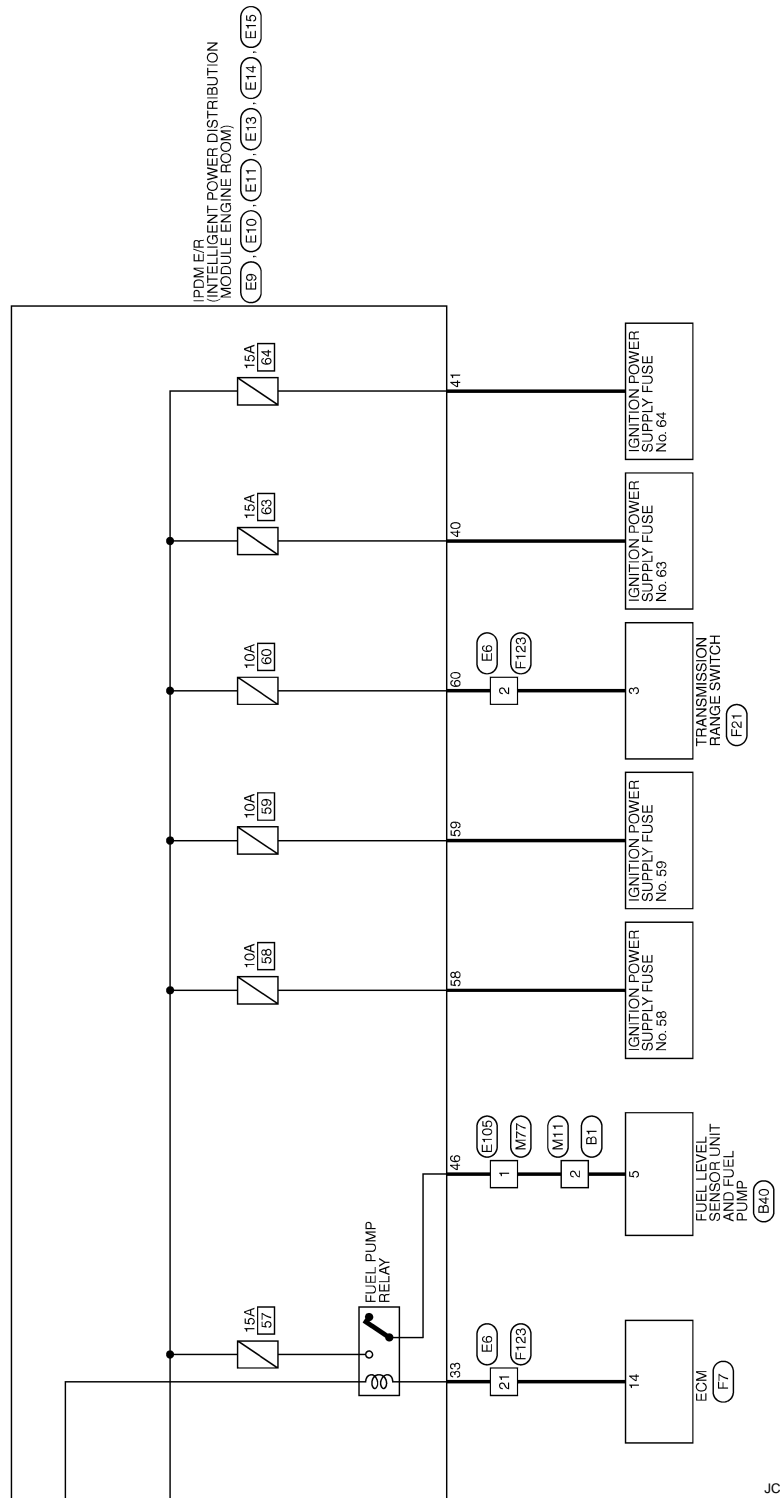 IPDM E/R
(INTELLIGENT POWER DISTRIBUTION
MODULE ENGINE ROOM)
E9 , E10 , E11 , E13 , E14 , E15
15A
57
10A
58
10A
59
10A
60
15A
63
15A
64
FUEL PUMP
RELAY
33
46
58
59
60
40
41
E6
21
F123
E105
1
M77
M11
2
B1
E6
2
F123
14
ECM
F7
5
FUEL LEVEL
SENSOR UNIT
AND FUEL
PUMP
B40
IGNITION POWER
SUPPLY FUSE
No. 58
IGNITION POWER
SUPPLY FUSE
No. 59
3
TRANSMISSION
RANGE SWITCH
F21
IGNITION POWER
SUPPLY FUSE
No. 63
IGNITION POWER
SUPPLY FUSE
No. 64
JC